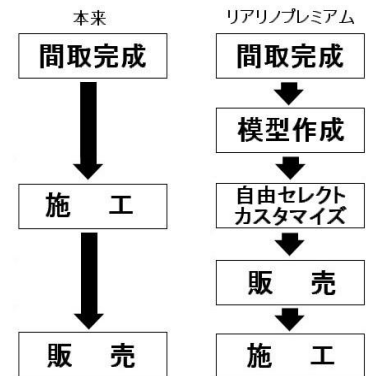 本来
間取完成
施　工
販　売
リアリノプレミアム
間取完成
模型作成
自由セレクト
カスタマイズ
販　売
施　工